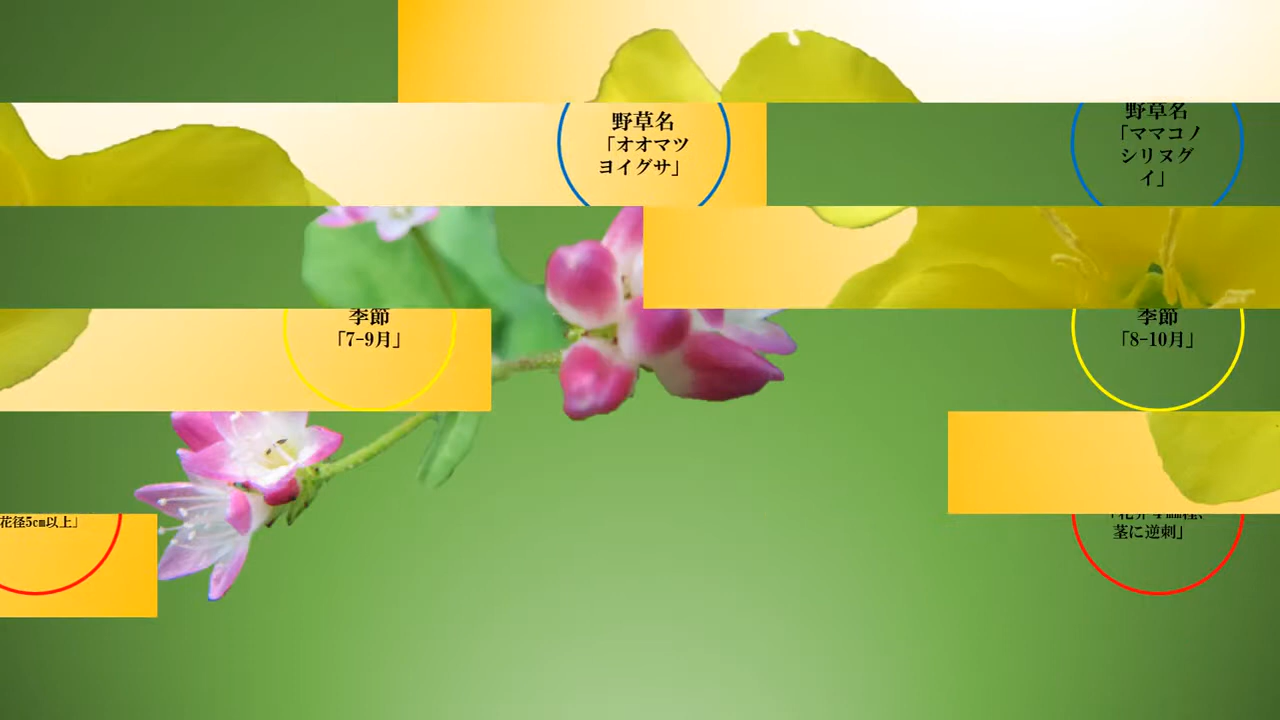 野草名
「オオマツ
ヨイグサ」
野草名
「ママコノ
シリヌグ
イ」
季節
「7-9月」
季節
「8-10月」
花径5㎝以上」
茎に逆刺」